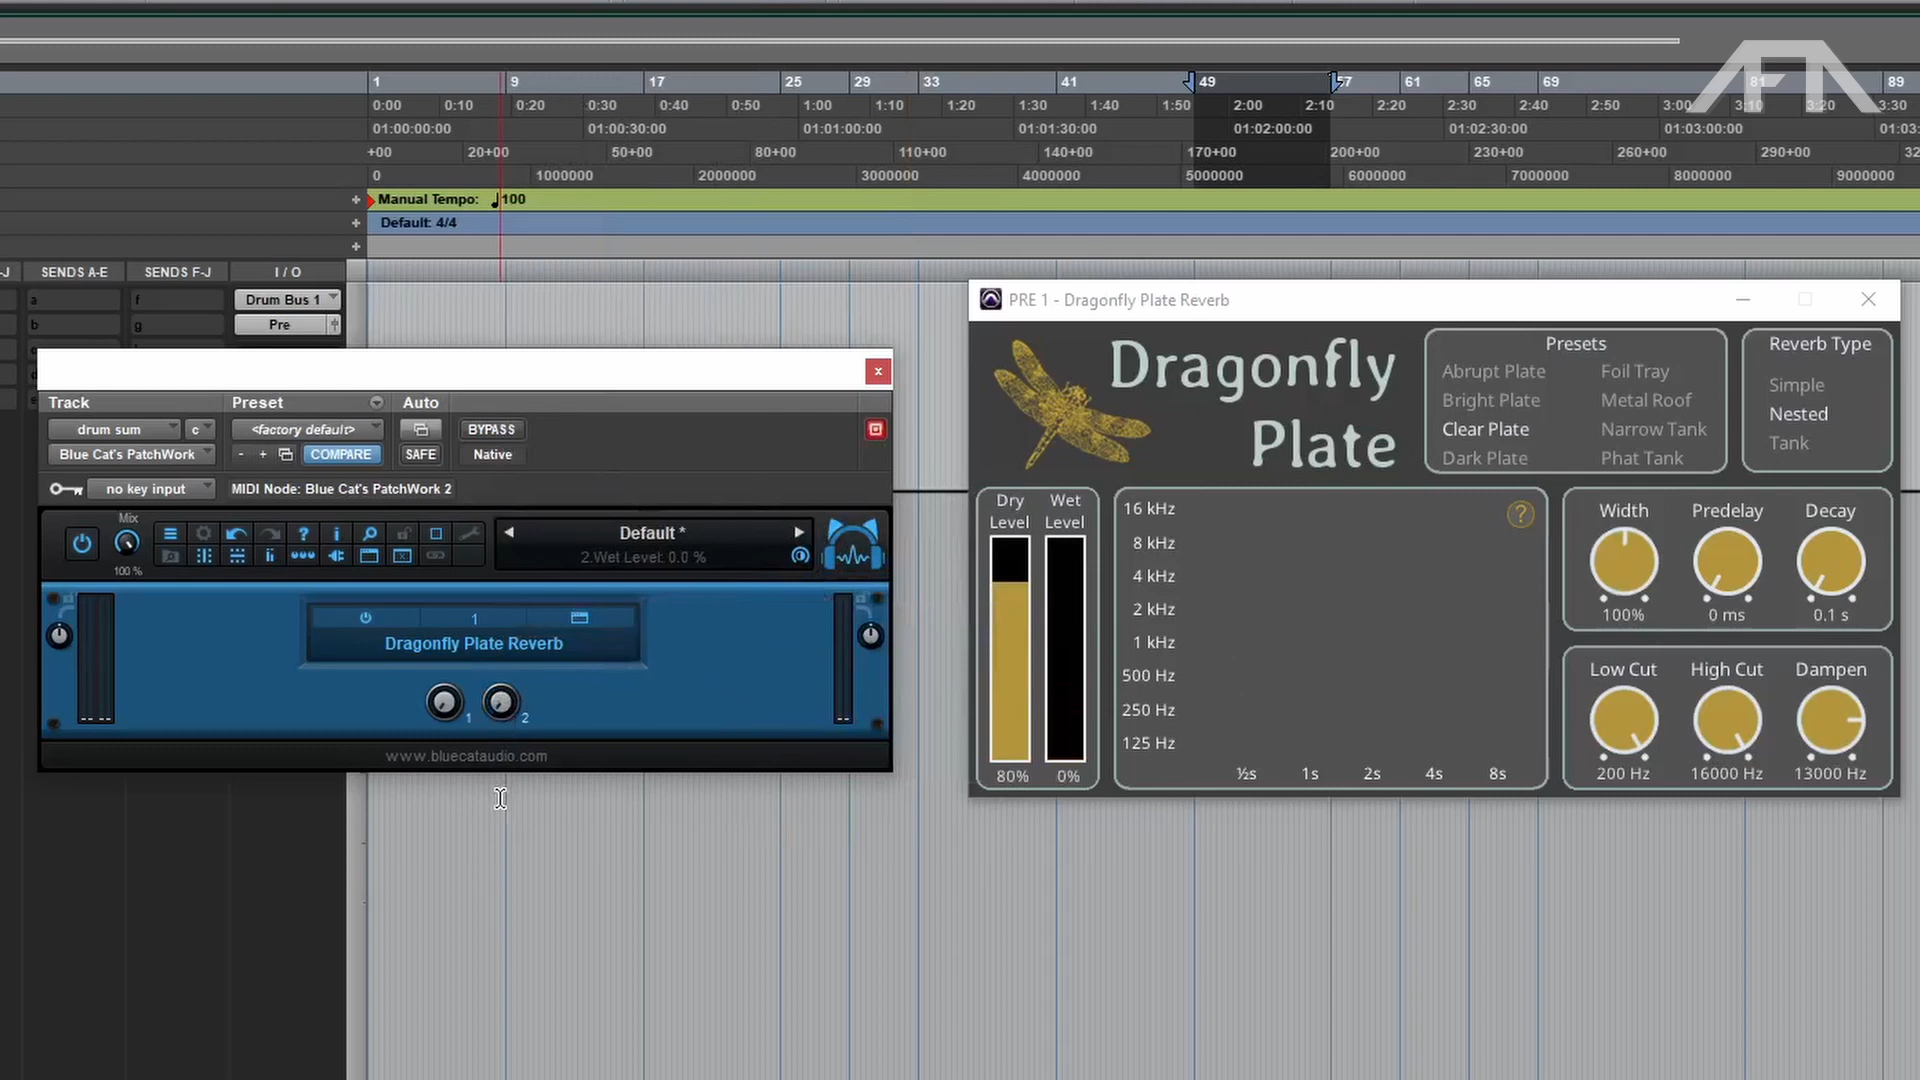 1 9 17 25 29 33 41 49 57 61 65 69 81 89
0:00 0:10 0:20 0:30 0:40 0:50 1:00 1:10 1:20 1:30 1:40 1:50 2:00 2:10 2:20 2:30 2:40 2:50 3:00 3:10 3:20 3:30
01:00:00:00 01:00:30:00 01:01:00:00 01:01:30:00 01:02:00:00 01:02:30:00 01:03:00:00 01:03:
+00 20+00 50+00 80+00 110+00 140+00 170+00 200+00 230+00 260+00 290+00 32
0 1000000 2000000 3000000 4000000 5000000 6000000 7000000 8000000 9000000
Manual Tempo: ♩100
Default: 4/4
-J SENDS A-E SENDS F-J I / O
a f Drum Bus 1
b g Pre
Track Preset Auto
drum sum c <factory default> BYPASS
Blue Cat's PatchWork - + COMPARE SAFE Native
no key input MIDI Node: Blue Cat's PatchWork 2
Mix
100 %
Default *
2.Wet Level: 0.0 %
1
Dragonfly Plate Reverb
1 2
www.bluecataudio.com
PRE 1 - Dragonfly Plate Reverb
Dragonfly
Plate
Presets
Abrupt Plate Foil Tray
Bright Plate Metal Roof
Clear Plate Narrow Tank
Dark Plate Phat Tank
Reverb Type
Simple
Nested
Tank
Dry Level
Wet Level
80% 0%
16 kHz
8 kHz
4 kHz
2 kHz
1 kHz
500 Hz
250 Hz
125 Hz
½s 1s 2s 4s 8s
?
Width Predelay Decay
100% 0 ms 0.1 s
Low Cut High Cut Dampen
200 Hz 16000 Hz 13000 Hz